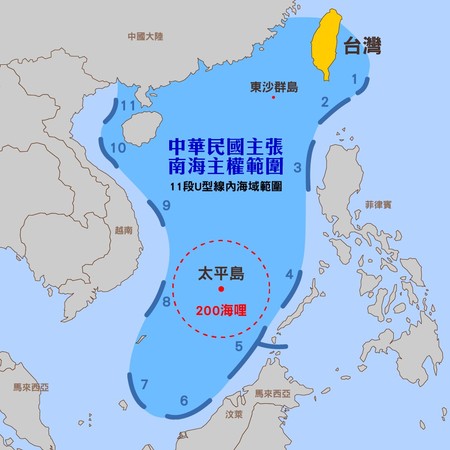 中國大陸
台灣
東沙群島
1
2
11
中華民國主張
南海主權範圍
11段U型線內海域範圍
10
3
9
菲律賓
越南
太平島
4
8
200海哩
5
7
6
馬來西亞
汶萊
馬來西亞